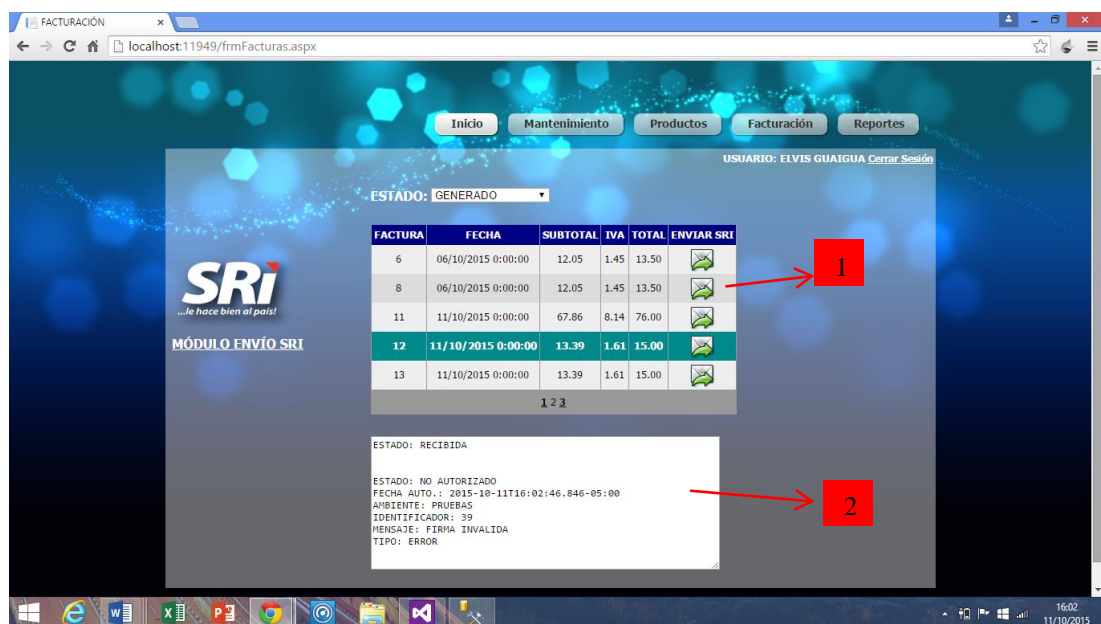 FACTURACIÓN
localhost:11949/frmFacturas.aspx
Inicio Mantenimiento Productos Facturación Reportes
USUARIO: ELVIS GUAIGUA Cerrar Sesión
ESTADO: GENERADO
FACTURA FECHA SUBTOTAL IVA TOTAL ENVIAR SRI
6 06/10/2015 0:00:00 12.05 1.45 13.50
1
8 06/10/2015 0:00:00 12.05 1.45 13.50
11 11/10/2015 0:00:00 67.86 8.14 76.00
12 11/10/2015 0:00:00 13.39 1.61 15.00
13 11/10/2015 0:00:00 13.39 1.61 15.00
1 2 3
SRi
...le hace bien al país!
MÓDULO ENVÍO SRI
ESTADO: RECIBIDA
ESTADO: NO AUTORIZADO
FECHA AUTO.: 2015-10-11T16:02:46.846-05:00
AMBIENTE: PRUEBAS
IDENTIFICADOR: 39
MENSAJE: FIRMA INVALIDA
TIPO: ERROR
2
16:02
11/10/2015